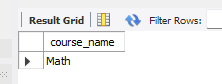 Result Grid Filter Rows:
course_name
Math